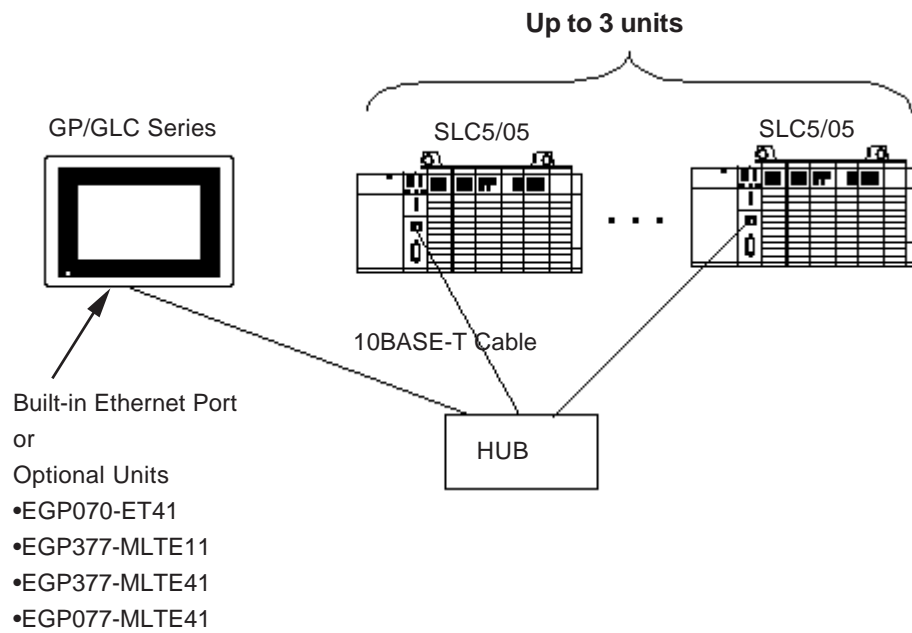 Up to 3 units
GP/GLC Series
SLC5/05
SLC5/05
10BASE-T Cable
HUB
Built-in Ethernet Port
or
Optional Units
•EGP070-ET41
•EGP377-MLTE11
•EGP377-MLTE41
•EGP077-MLTE41